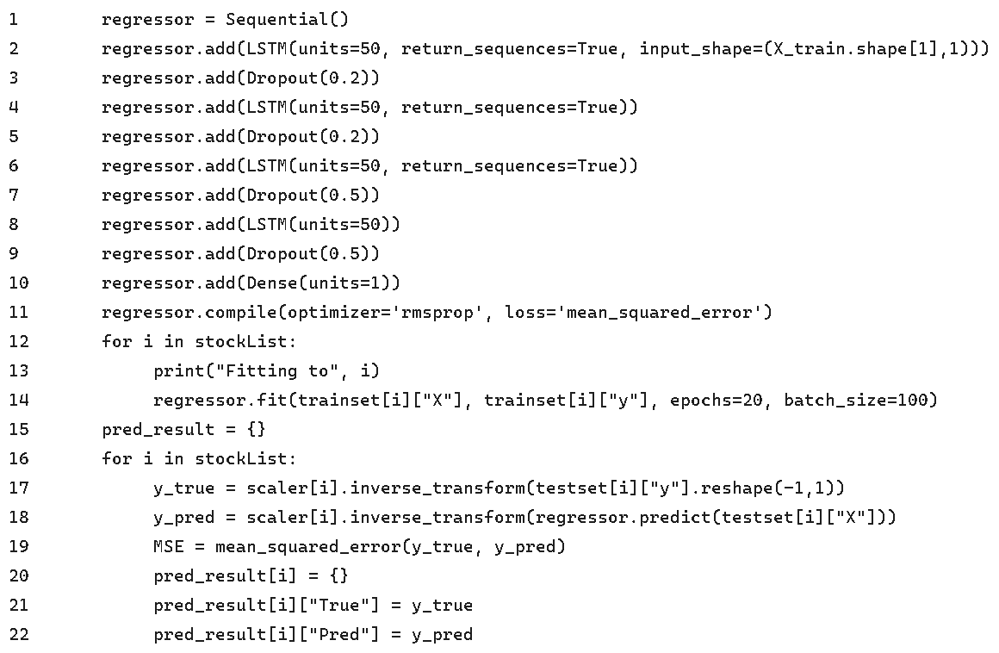 1 regressor = Sequential()
2 regressor.add(LSTM(units=50, return_sequences=True, input_shape=(X_train.shape[1],1)))
3 regressor.add(Dropout(0.2))
4 regressor.add(LSTM(units=50, return_sequences=True))
5 regressor.add(Dropout(0.2))
6 regressor.add(LSTM(units=50, return_sequences=True))
7 regressor.add(Dropout(0.5))
8 regressor.add(LSTM(units=50))
9 regressor.add(Dropout(0.5))
10 regressor.add(Dense(units=1))
11 regressor.compile(optimizer='rmsprop', loss='mean_squared_error')
12 for i in stockList:
13     print("Fitting to", i)
14     regressor.fit(trainset[i]["X"], trainset[i]["y"], epochs=20, batch_size=100)
15 pred_result = {}
16 for i in stockList:
17     y_true = scaler[i].inverse_transform(testset[i]["y"].reshape(-1,1))
18     y_pred = scaler[i].inverse_transform(regressor.predict(testset[i]["X"]))
19     MSE = mean_squared_error(y_true, y_pred)
20     pred_result[i] = {}
21     pred_result[i]["True"] = y_true
22     pred_result[i]["Pred"] = y_pred